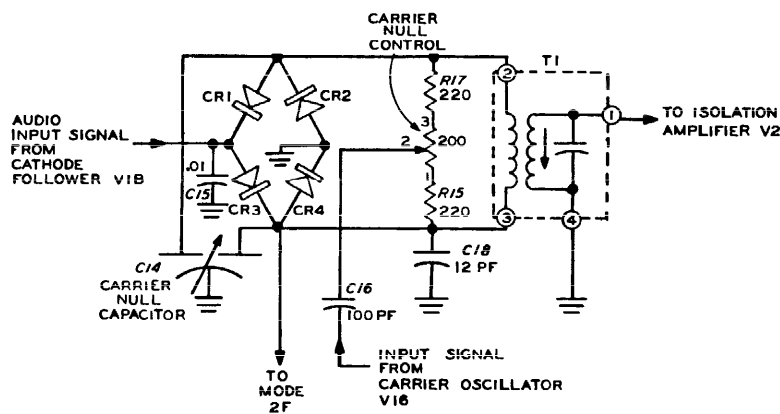 CARRIER
NULL
CONTROL
T1
2
R17
220
CR1
CR2
3
1
TO ISOLATION
AMPLIFIER V2
AUDIO
INPUT SIGNAL
FROM
CATHODE
FOLLOWER V1B
2
200
.01
C15
1
R15
220
CR3
CR4
3
4
C14
CARRIER
NULL
CAPACITOR
C18
12 PF
C16
100 PF
TO
MODE
2F
INPUT SIGNAL
FROM
CARRIER OSCILLATOR
V16